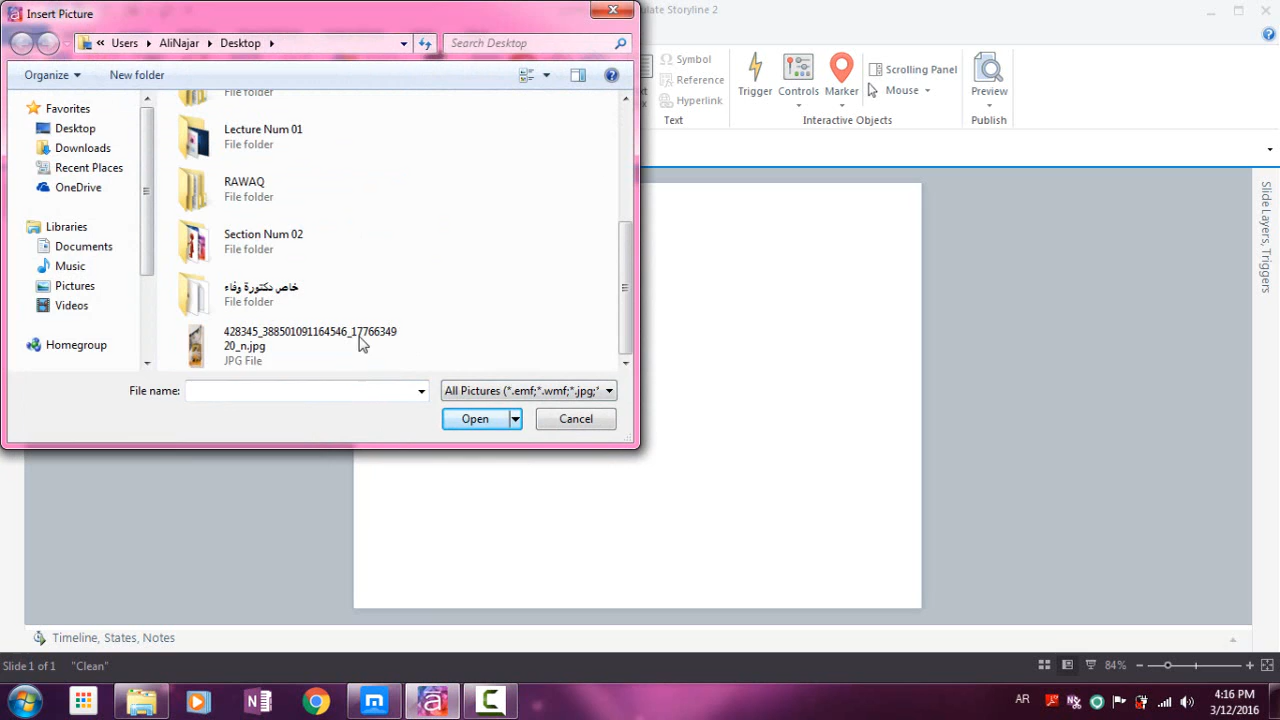 Insert Picture
ulate Storyline 2
Users
AliNajar
Desktop
Search Desktop
Organize
New folder
Favorites
Desktop
Downloads
Recent Places
OneDrive
Libraries
Documents
Music
Pictures
Videos
Homegroup
File folder
Lecture Num 01
File folder
RAWAQ
File folder
Section Num 02
File folder
خاص دكتورة وفاء
File folder
428345_388501091164546_17766349
20_n.jpg
JPG File
File name:
All Pictures (*.emf;*.wmf;*.jpg;*
Open
Cancel
Symbol
Reference
Hyperlink
Text
Trigger
Controls
Marker
Scrolling Panel
Mouse
Interactive Objects
Preview
Publish
Slide Layers, Triggers
Timeline, States, Notes
Slide 1 of 1
"Clean"
84%
AR
4:16 PM
3/12/2016